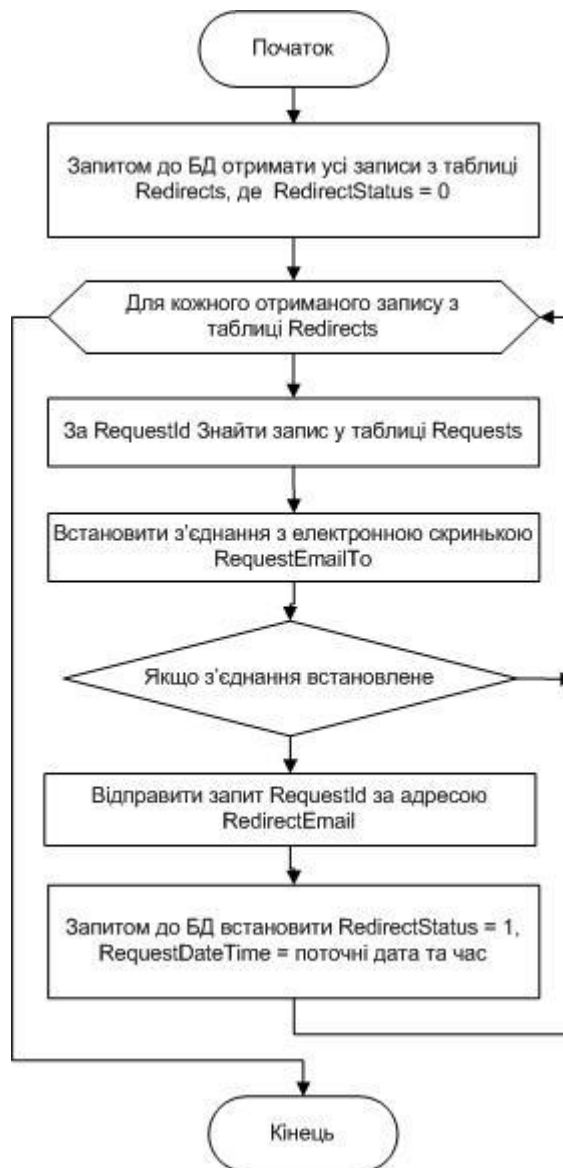 Початок
Запитом до БД отримати усі записи з таблиці
Redirects, де RedirectStatus = 0
Для кожного отриманого запису з
таблиці Redirects
За RequestId Знайти запис у таблиці Requests
Встановити з’єднання з електронною скринькою
RequestEmailTo
Якщо з’єднання встановлене
Відправити запит RequestId за адресою
RedirectEmail
Запитом до БД встановити RedirectStatus = 1,
RequestDateTime = поточні дата та час
Кінець